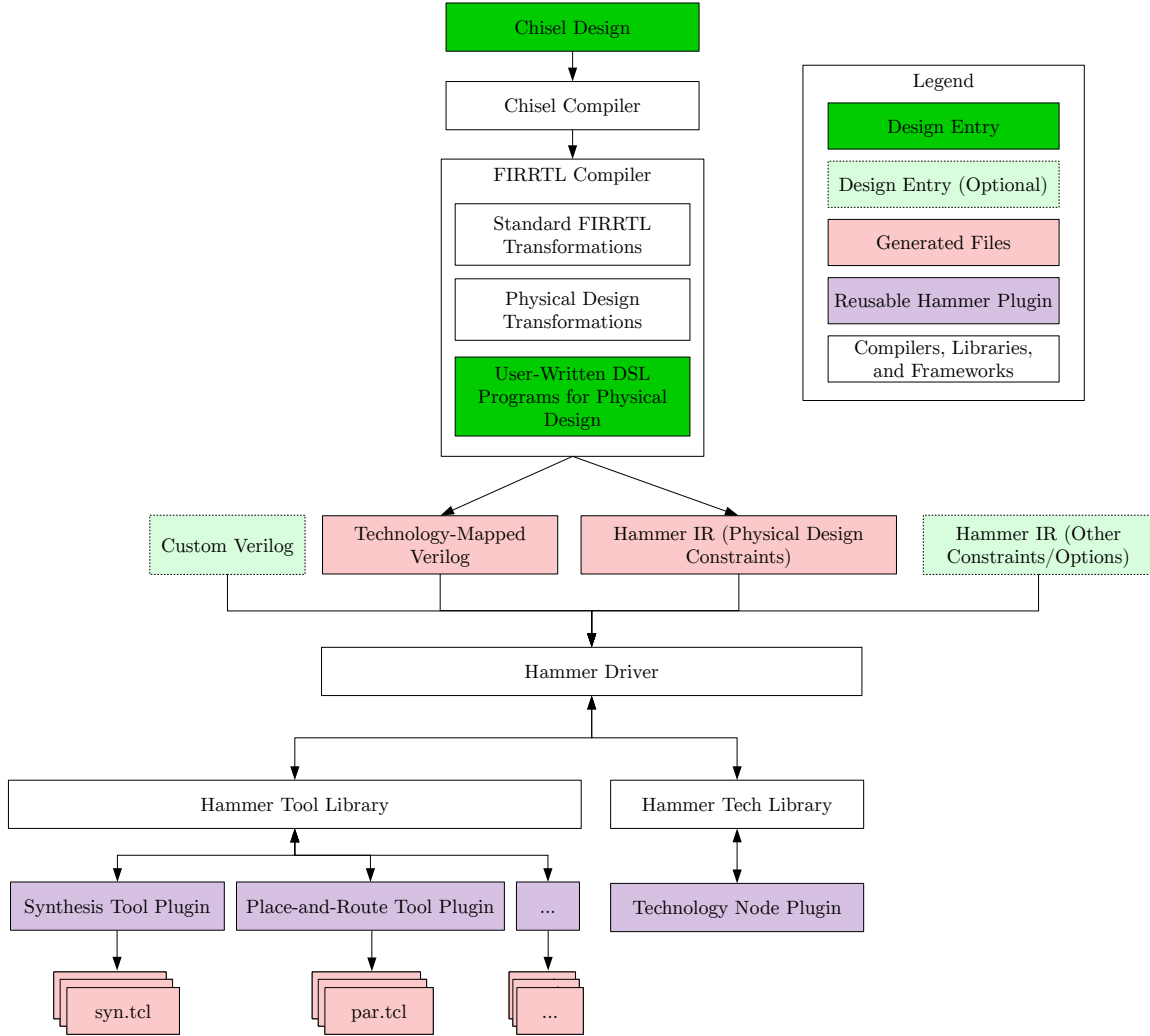 Chisel Design
Chisel Compiler
FIRRTL Compiler
Standard FIRRTL
Transformations
Physical Design
Transformations
User-Written DSL
Programs for Physical
Design
Legend
Design Entry
Design Entry (Optional)
Generated Files
Reusable Hammer Plugin
Compilers, Libraries,
and Frameworks
Custom Verilog
Technology-Mapped
Verilog
Hammer IR (Physical Design
Constraints)
Hammer IR (Other
Constraints/Options)
Hammer Driver
Hammer Tool Library
Hammer Tech Library
Synthesis Tool Plugin
Place-and-Route Tool Plugin
...
Technology Node Plugin
syn.tcl
par.tcl
...